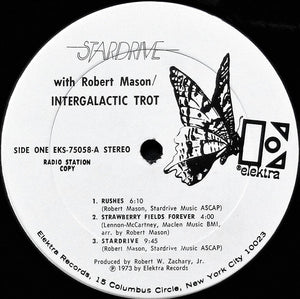 STARDRIVE
with Robert Mason/
INTERGALACTIC TROT
SIDE ONE EKS-75058-A STEREO
RADIO STATION
COPY
elektra
1. RUSHES 6:10
(Robert Mason, Stardrive Music ASCAP)
2. STRAWBERRY FIELDS FOREVER 4:00
(Lennon-McCartney, Maclen Music BMI,
arr. by Robert Mason)
3. STARDRIVE 9:45
(Robert Mason, Stardrive Music ASCAP)
Produced by Robert W. Zachary, Jr.
℗ 1973 by Elektra Records
Elektra Records, 15 Columbus Circle, New York City 10023